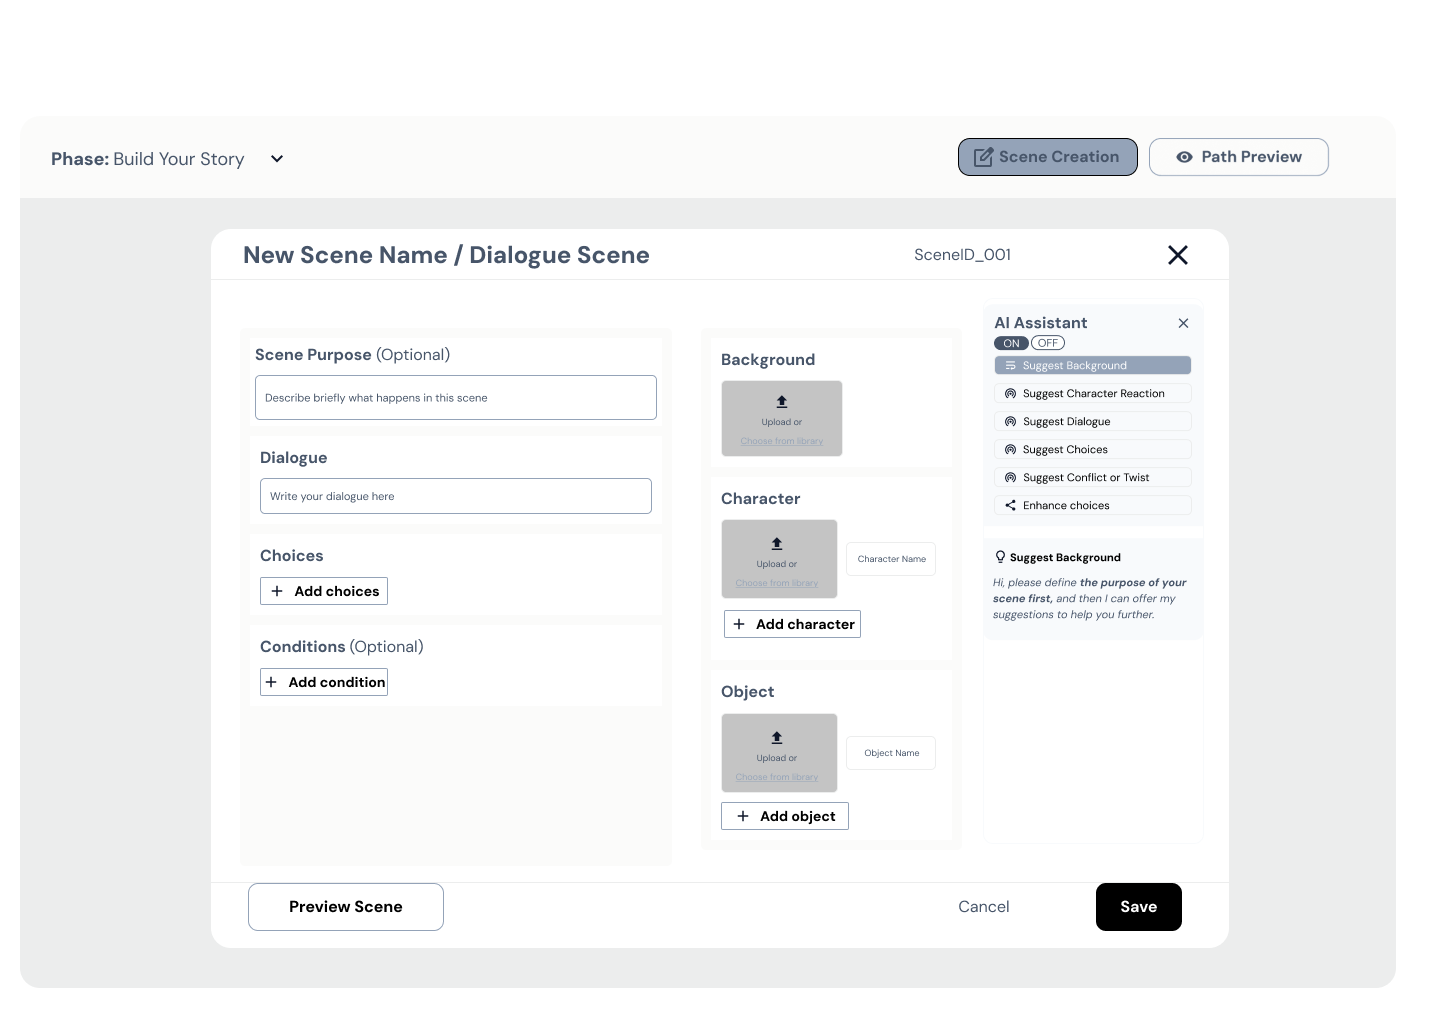 Phase: Build Your Story
Scene Creation
Path Preview
New Scene Name / Dialogue Scene
SceneID_001
Scene Purpose (Optional)
Describe briefly what happens in this scene
Dialogue
Write your dialogue here
Choices
Add choices
Conditions (Optional)
Add condition
Background
Upload or
Choose from library
Character
Upload or
Choose from library
Character Name
Add character
Object
Upload or
Choose from library
Object Name
Add object
AI Assistant
ON OFF
Suggest Background
Suggest Character Reaction
Suggest Dialogue
Suggest Choices
Suggest Conflict or Twist
Enhance choices
Suggest Background
Hi, please define the purpose of your
scene first, and then I can offer my
suggestions to help you further.
Preview Scene
Cancel
Save